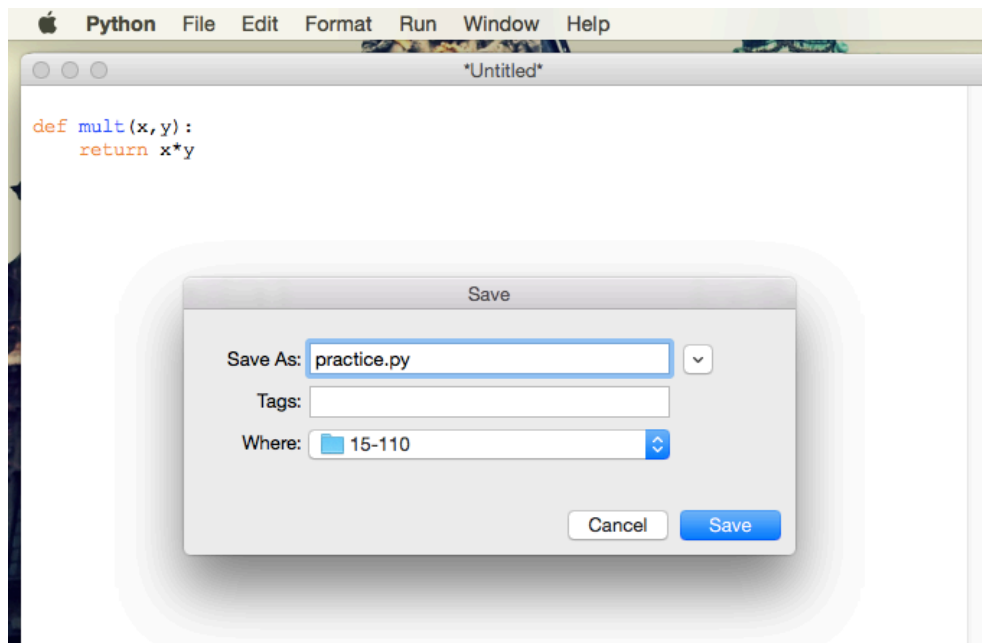 Python File Edit Format Run Window Help
*Untitled*
def mult(x,y):
    return x*y
Save
Save As: practice.py
Tags:
Where: 15-110
Cancel Save